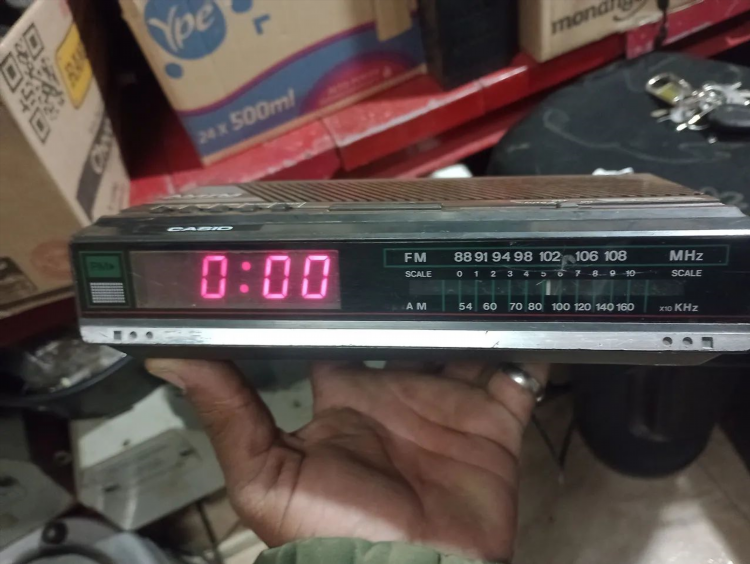 Ypê
24 X 500ml
CASIO
0:00
FM 88 91 94 98 102 106 108 MHz
SCALE 0 1 2 3 4 5 6 7 8 9 10 SCALE
AM 54 60 70 80 100 120 140 160 X10 KHz